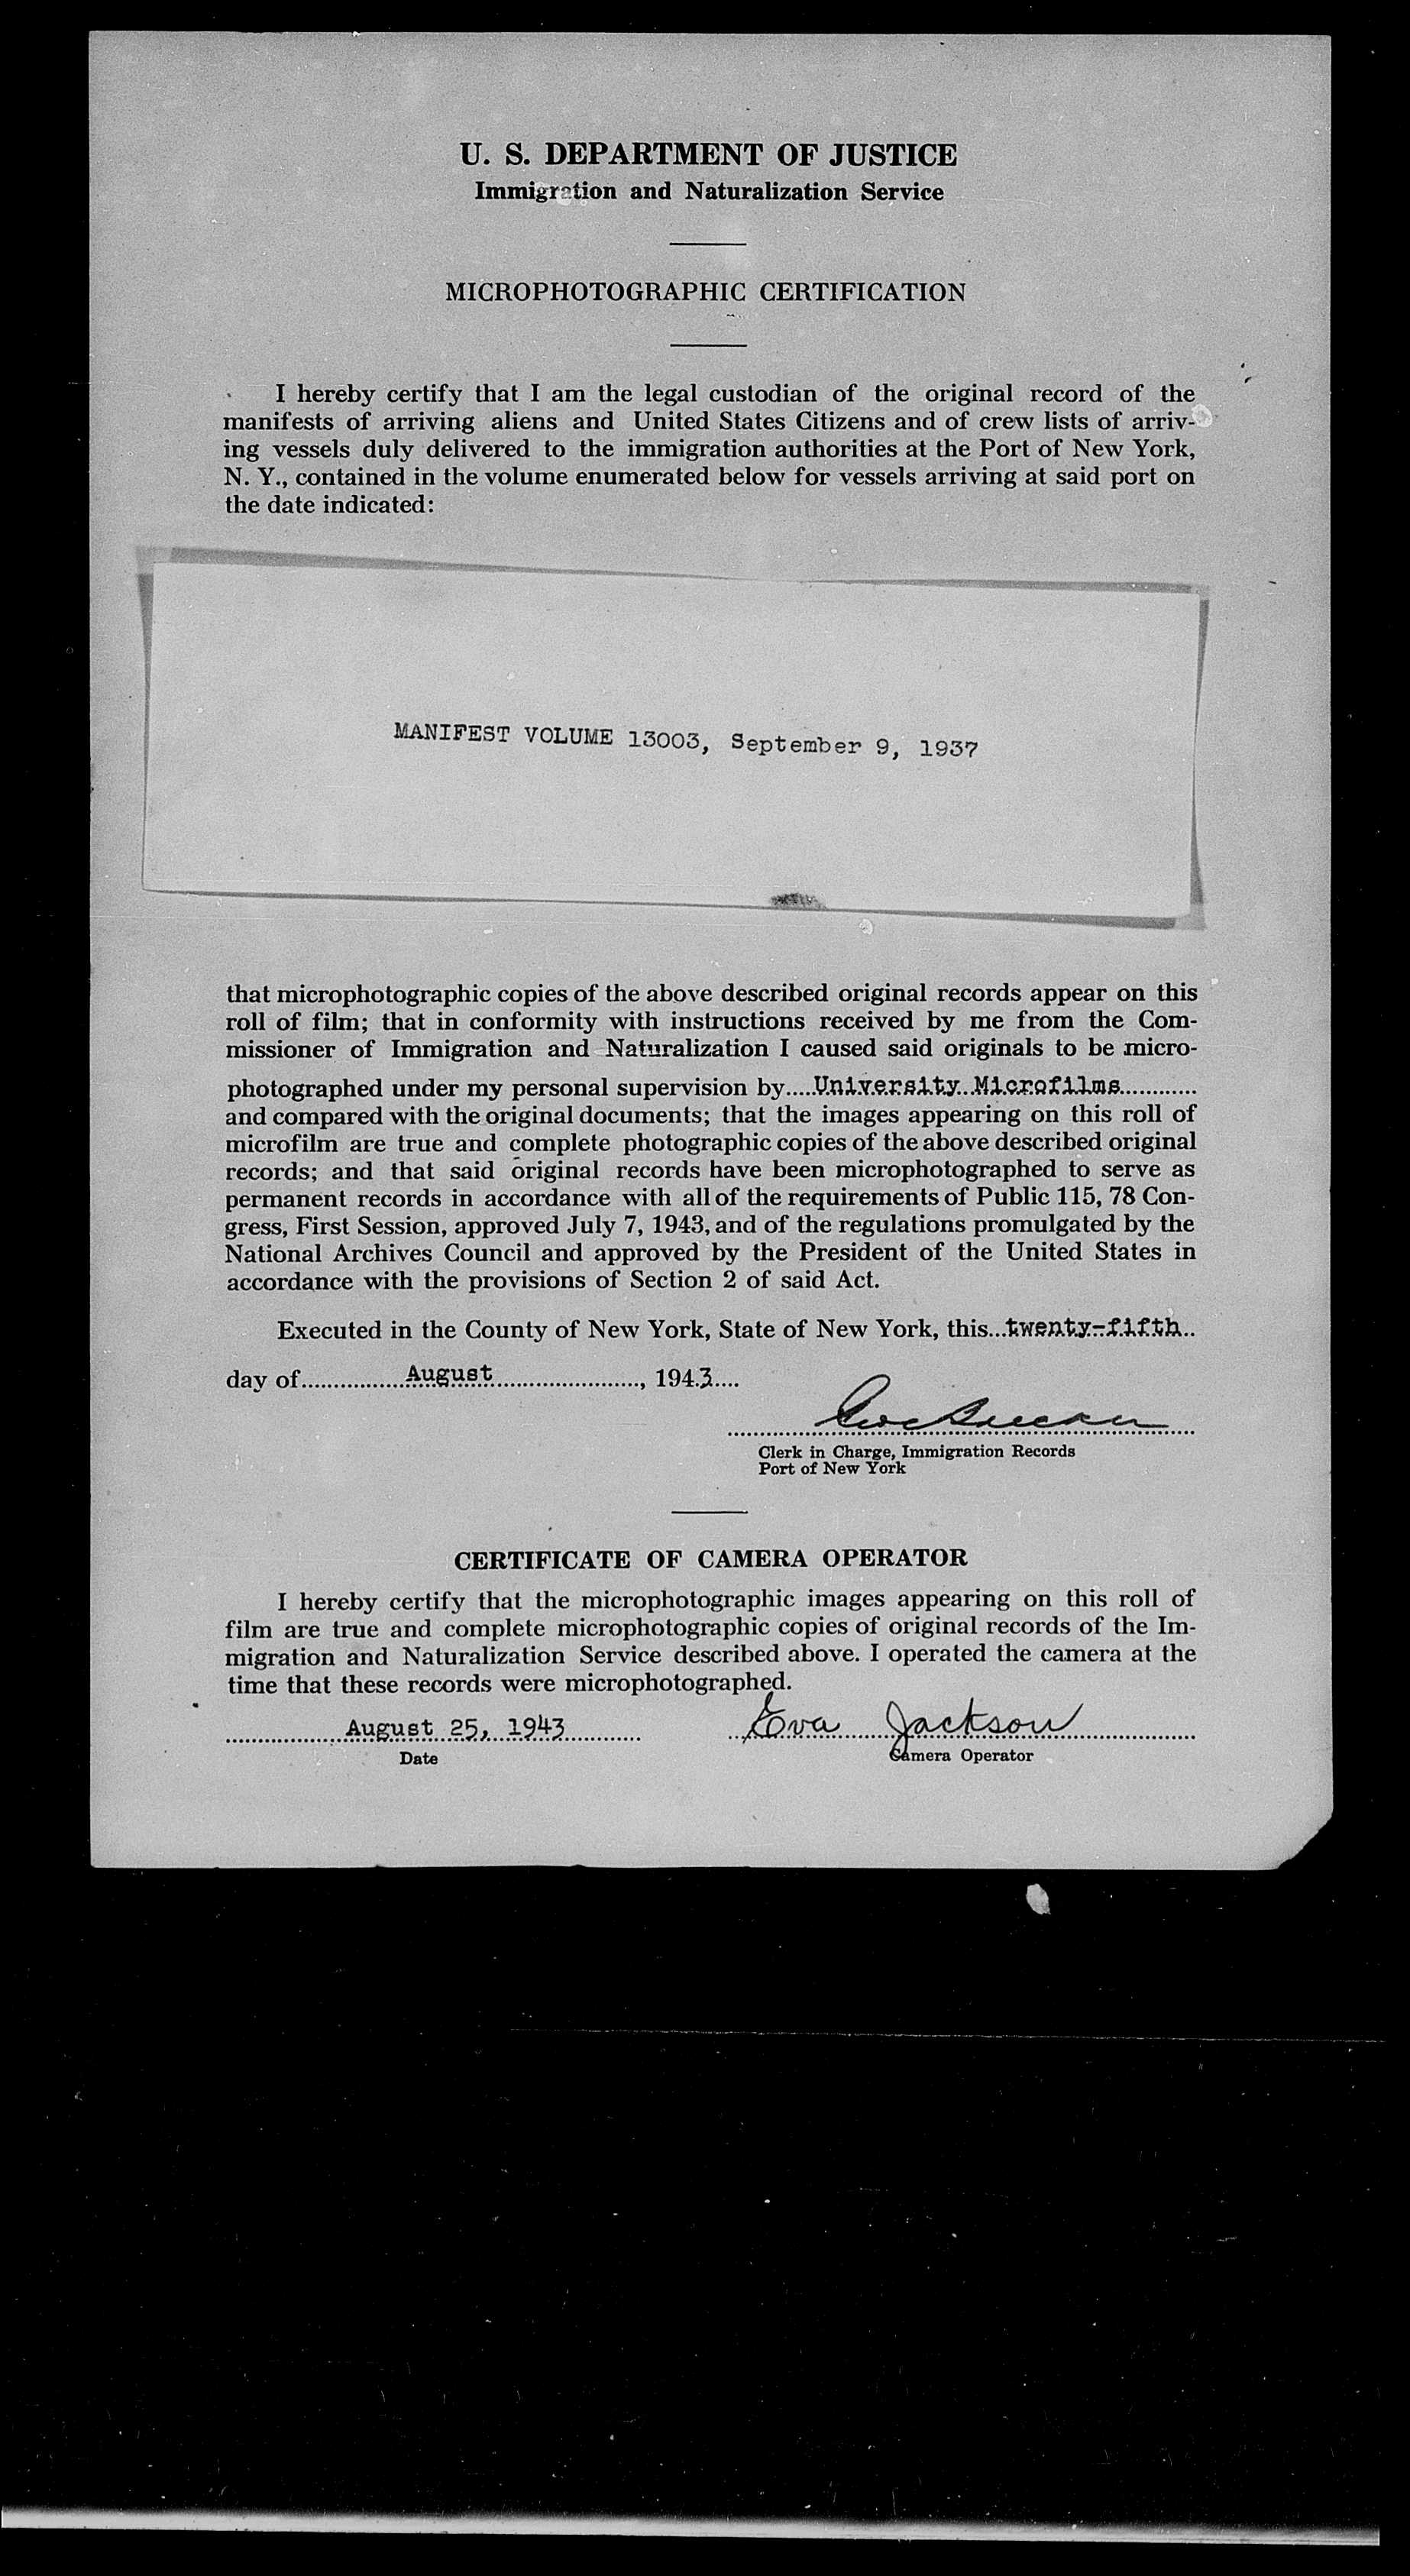 U. S. DEPARTMENT OF JUSTICE
Immigration and Naturalization Service
MICROPHOTOGRAPHIC CERTIFICATION
I hereby certify that I am the legal custodian of the original record of the
manifests of arriving aliens and United States Citizens and of crew lists of arriv-
ing vessels duly delivered to the immigration authorities at the Port of New York,
N. Y., contained in the volume enumerated below for vessels arriving at said port on
the date indicated:
MANIFEST VOLUME 13003, September 9, 1937
that microphotographic copies of the above described original records appear on this
roll of film; that in conformity with instructions received by me from the Com-
missioner of Immigration and Naturalization I caused said originals to be micro-
photographed under my personal supervision by.....University Microfilms............
and compared with the original documents; that the images appearing on this roll of
microfilm are true and complete photographic copies of the above described original
records; and that said original records have been microphotographed to serve as
permanent records in accordance with all of the requirements of Public 115, 78 Con-
gress, First Session, approved July 7, 1943, and of the regulations promulgated by the
National Archives Council and approved by the President of the United States in
accordance with the provisions of Section 2 of said Act.
Executed in the County of New York, State of New York, this...twenty-fifth..
day of................August........................, 1943....
Clerk in Charge, Immigration Records
Port of New York
CERTIFICATE OF CAMERA OPERATOR
I hereby certify that the microphotographic images appearing on this roll of
film are true and complete microphotographic copies of original records of the Im-
migration and Naturalization Service described above. I operated the camera at the
time that these records were microphotographed.
August 25, 1943 Eva Jackson
Date Camera Operator